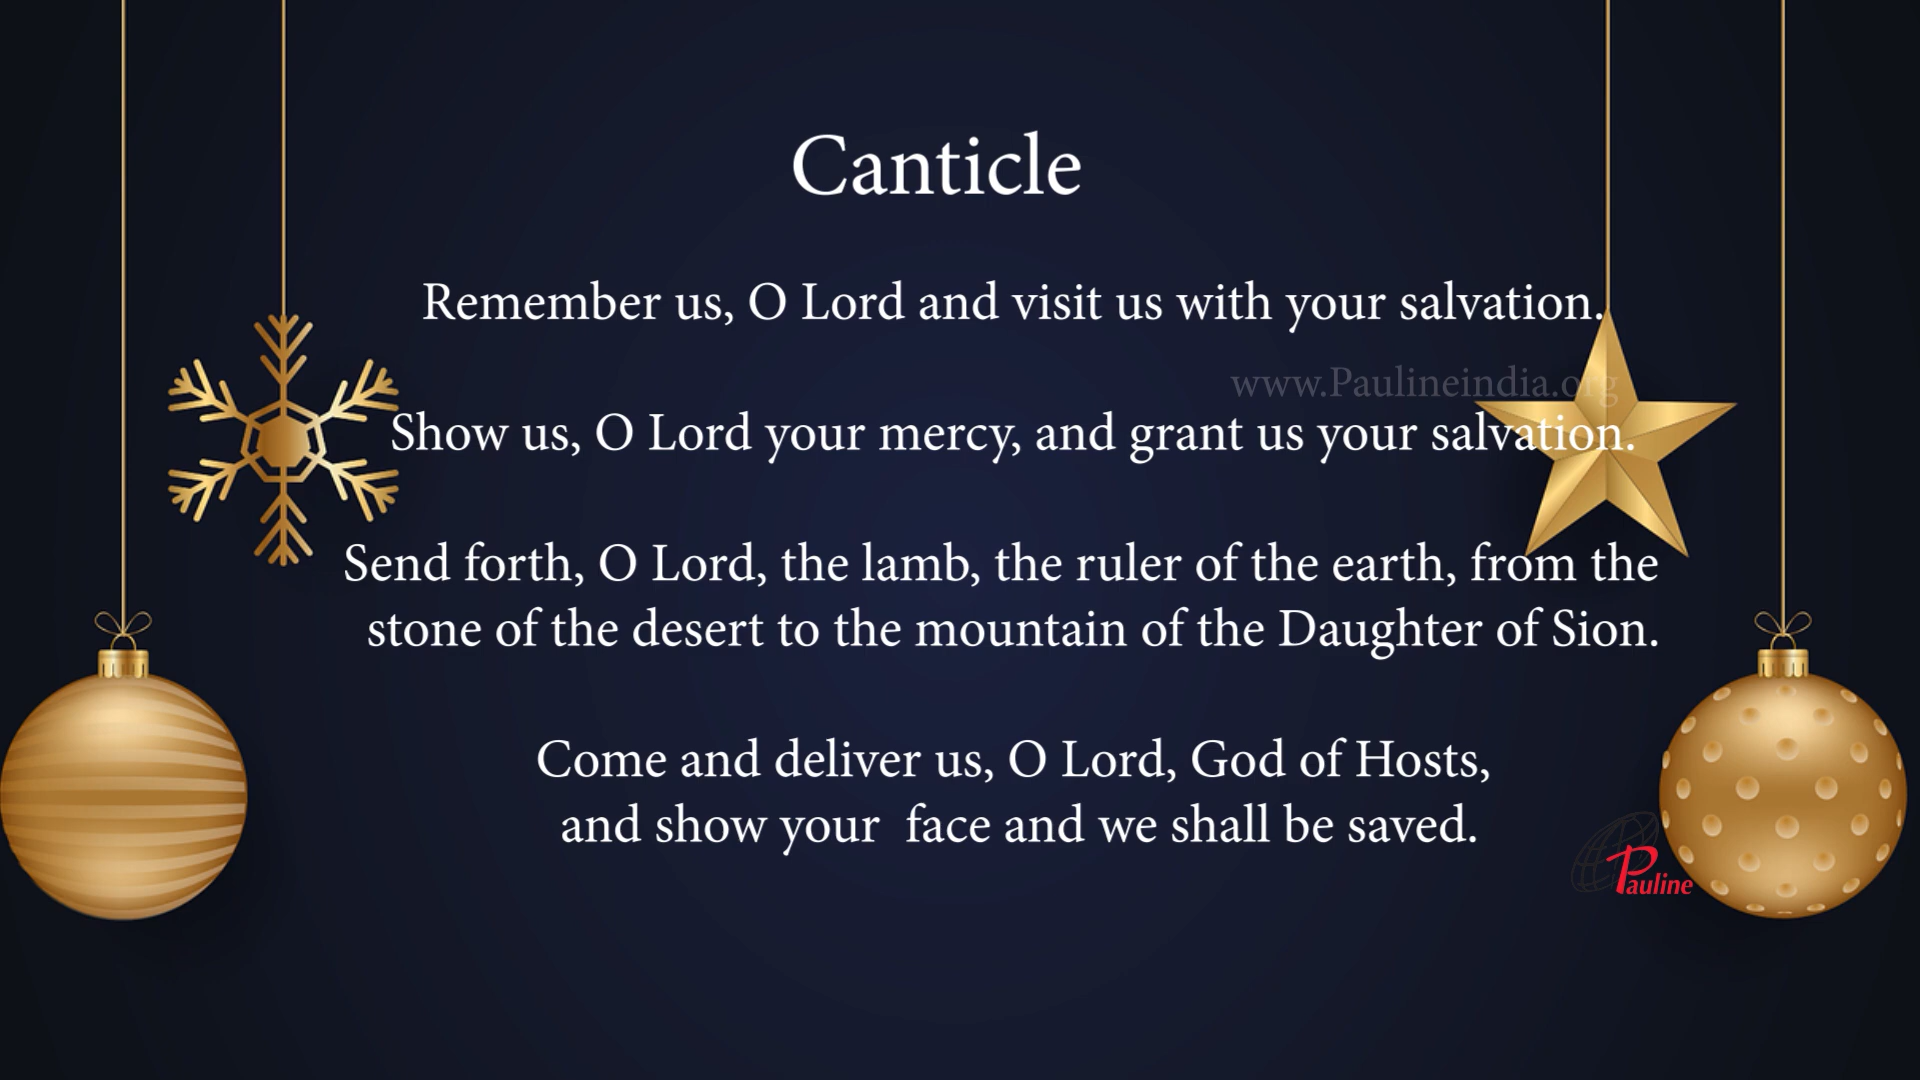 Canticle
Remember us, O Lord and visit us with your salvation.
www.Paulineindia.org
Show us, O Lord your mercy, and grant us your salvation.
Send forth, O Lord, the lamb, the ruler of the earth, from the
stone of the desert to the mountain of the Daughter of Sion.
Come and deliver us, O Lord, God of Hosts,
and show your  face and we shall be saved.
Pauline